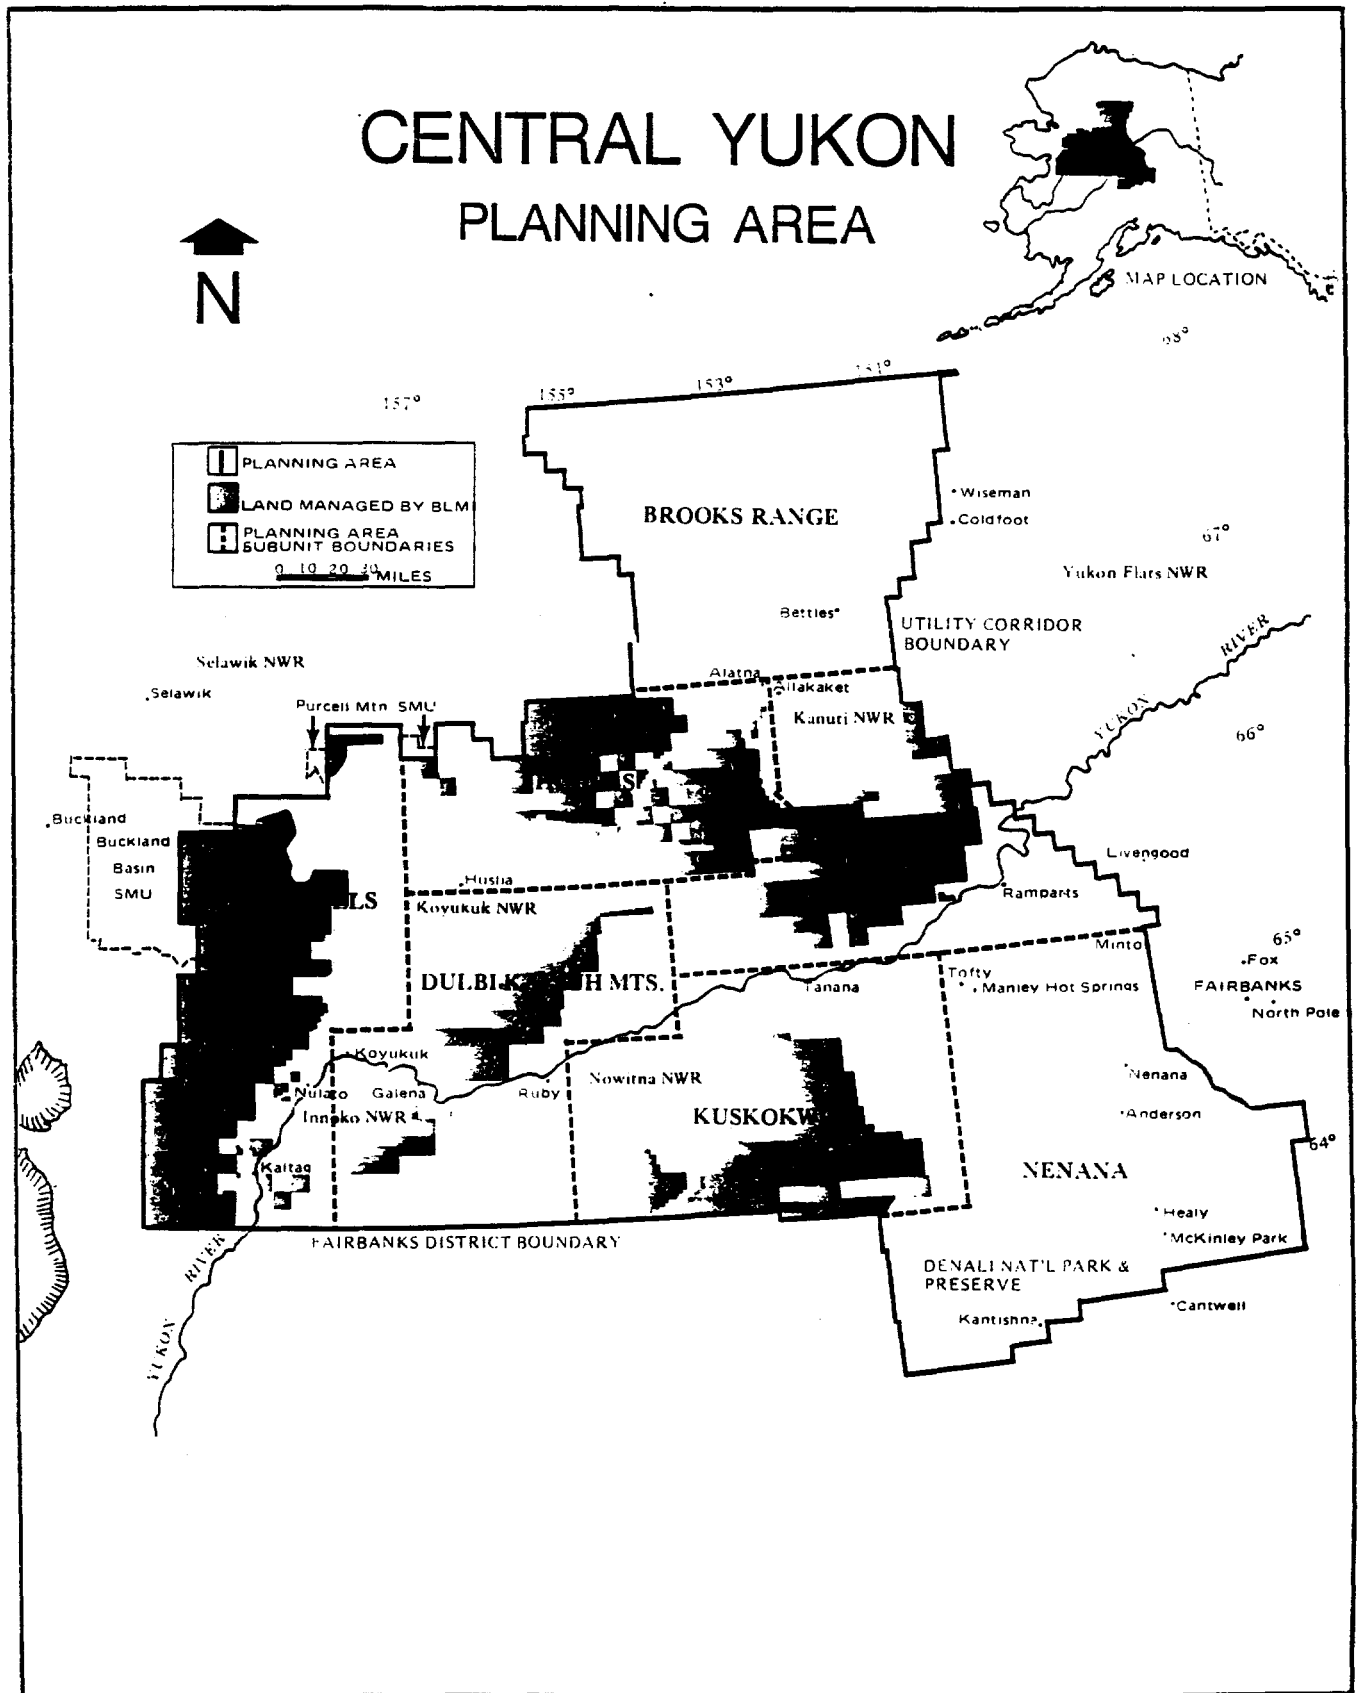 CENTRAL YUKON
PLANNING AREA
N
MAP LOCATION
68°
151°
153°
155°
157°
PLANNING AREA
LAND MANAGED BY BLM
PLANNING AREA
SUBUNIT BOUNDARIES
0 10 20 30 MILES
BROOKS RANGE
Wiseman
Coldfoot
67°
Yukon Flats NWR
Bettles
UTILITY CORRIDOR
BOUNDARY
RIVER
YUKON
Selawik NWR
Selawik
Alatna
Allakaket
Purcell Mtn SMU
Kanuti NWR
66°
S
Buckland
Buckland
Basin
SMU
Livengood
Huslia
Ramparts
LS
Koyukuk NWR
65°
Minto
Fox
DULBI K H MTS.
Tofty
Tanana
Manley Hot Springs
FAIRBANKS
North Pole
Koyukuk
Nenana
Nulato
Galena
Ruby
Nowitna NWR
Innoko NWR
KUSKOKW
Anderson
64°
Kaltag
NENANA
Healy
McKinley Park
FAIRBANKS DISTRICT BOUNDARY
RIVER
YUKON
DENALI NAT'L PARK &
PRESERVE
Cantwell
Kantishna